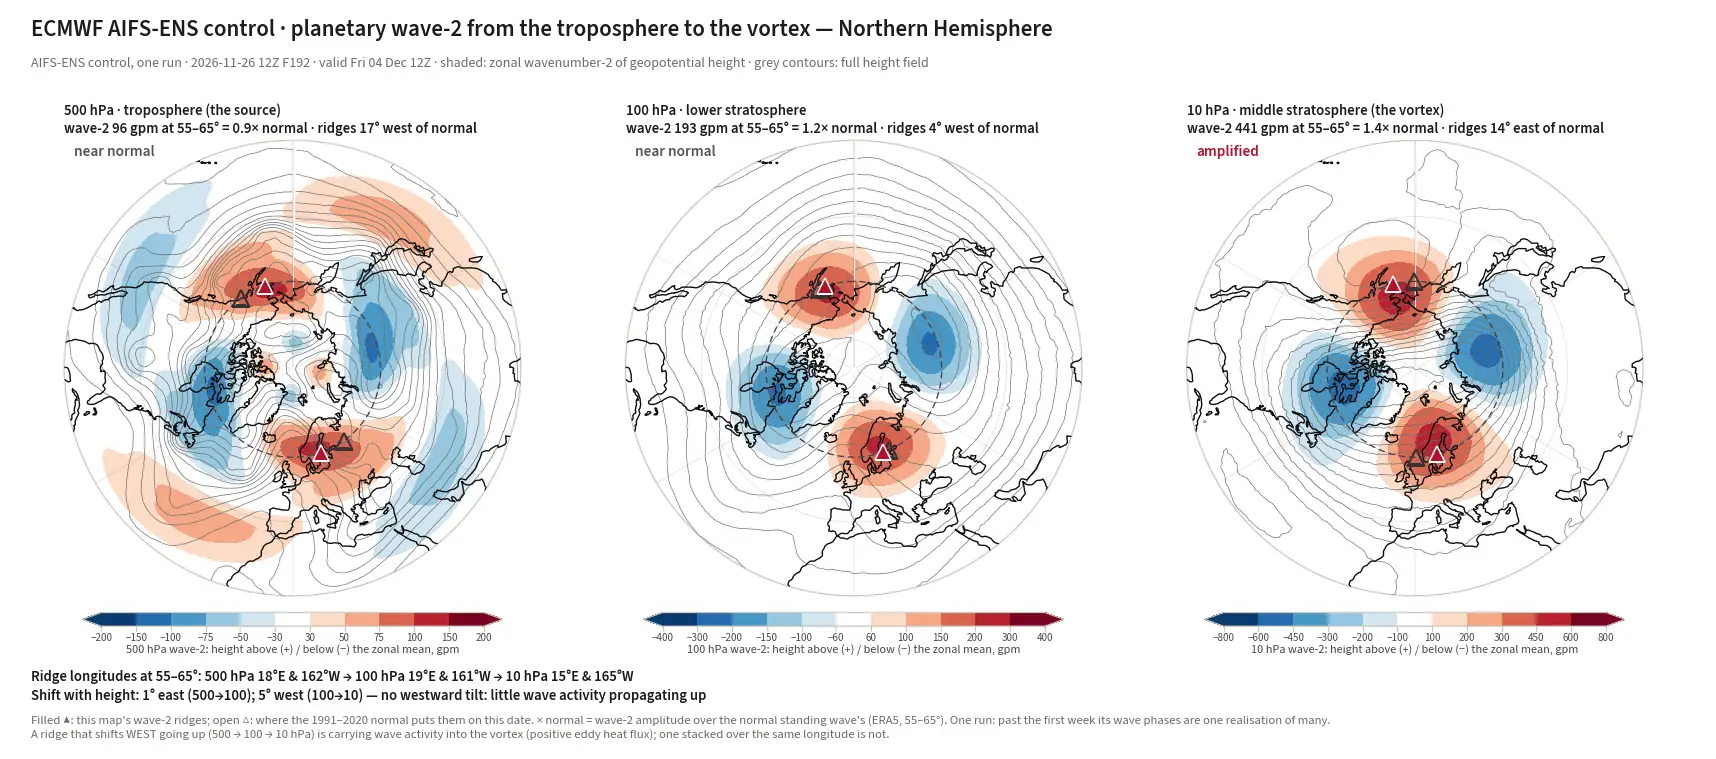 ECMWF AIFS-ENS control · planetary wave-2 from the troposphere to the vortex — Northern Hemisphere
AIFS-ENS control, one run · 2026-11-26 12Z F192 · valid Fri 04 Dec 12Z · shaded: zonal wavenumber-2 of geopotential height · grey contours: full height field
500 hPa · troposphere (the source)
wave-2 96 gpm at 55–65° = 0.9× normal · ridges 17° west of normal
near normal
100 hPa · lower stratosphere
wave-2 193 gpm at 55–65° = 1.2× normal · ridges 4° west of normal
near normal
10 hPa · middle stratosphere (the vortex)
wave-2 441 gpm at 55–65° = 1.4× normal · ridges 14° east of normal
amplified
−200 −150 −100 −75 −50 −30 30 50 75 100 150 200
500 hPa wave-2: height above (+) / below (−) the zonal mean, gpm
−400 −300 −200 −150 −100 −60 60 100 150 200 300 400
100 hPa wave-2: height above (+) / below (−) the zonal mean, gpm
−800 −600 −450 −300 −200 −100 100 200 300 450 600 800
10 hPa wave-2: height above (+) / below (−) the zonal mean, gpm
Ridge longitudes at 55–65°: 500 hPa 18°E & 162°W → 100 hPa 19°E & 161°W → 10 hPa 15°E & 165°W
Shift with height: 1° east (500→100); 5° west (100→10) — no westward tilt: little wave activity propagating up
Filled ▲: this map's wave-2 ridges; open △: where the 1991–2020 normal puts them on this date. × normal = wave-2 amplitude over the normal standing wave's (ERA5, 55–65°). One run: past the first week its wave phases are one realisation of many.
A ridge that shifts WEST going up (500 → 100 → 10 hPa) is carrying wave activity into the vortex (positive eddy heat flux); one stacked over the same longitude is not.